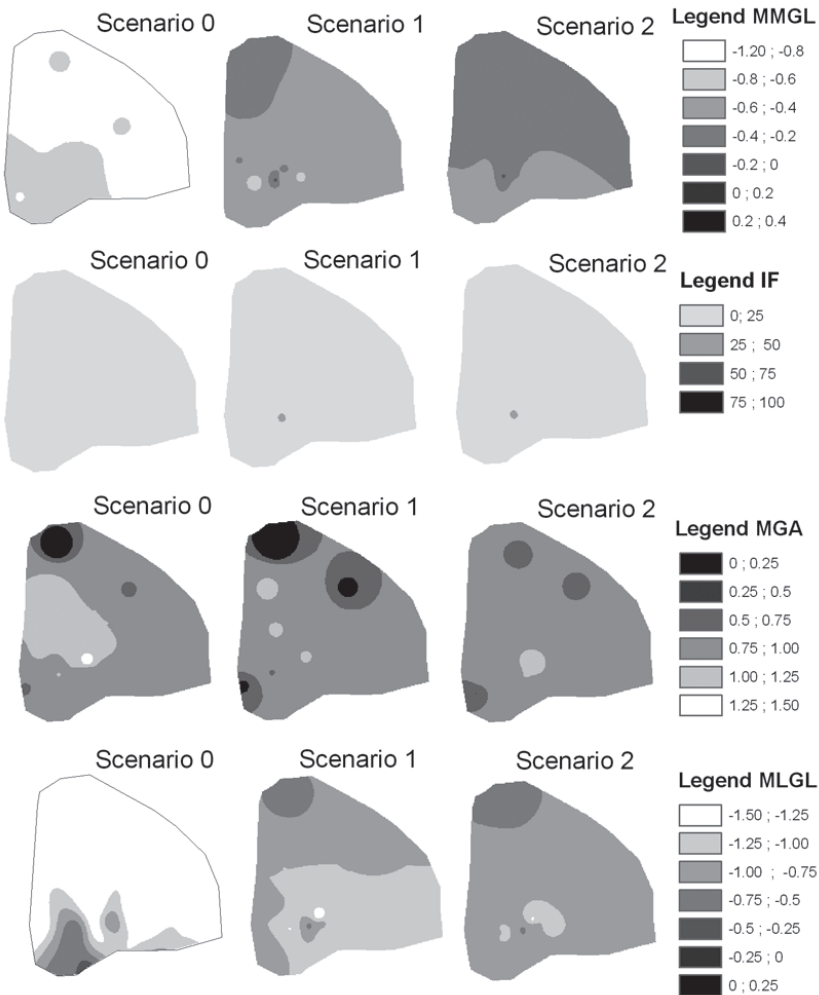 Scenario 0
Scenario 1
Scenario 2
Legend MMGL
-1.20 ; -0.8
-0.8 ; -0.6
-0.6 ; -0.4
-0.4 ; -0.2
-0.2 ; 0
0 ; 0.2
0.2 ; 0.4
Scenario 0
Scenario 1
Scenario 2
Legend IF
0; 25
25 ; 50
50 ; 75
75 ; 100
Scenario 0
Scenario 1
Scenario 2
Legend MGA
0 ; 0.25
0.25 ; 0.5
0.5 ; 0.75
0.75 ; 1.00
1.00 ; 1.25
1.25 ; 1.50
Scenario 0
Scenario 1
Scenario 2
Legend MLGL
-1.50 ; -1.25
-1.25 ; -1.00
-1.00 ; -0.75
-0.75 ; -0.5
-0.5 ; -0.25
-0.25 ; 0
0 ; 0.25